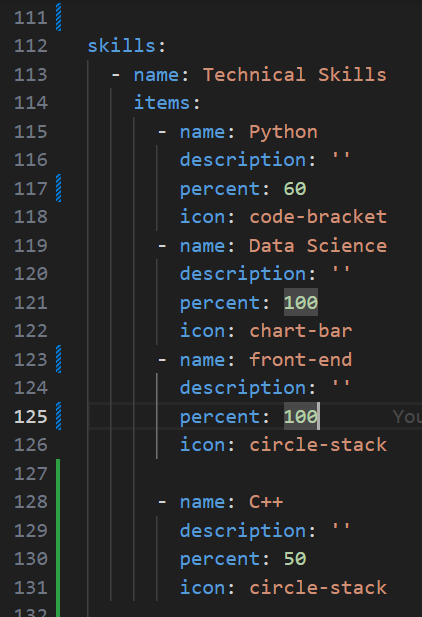 111
112 skills:
113 - name: Technical Skills
114 items:
115 - name: Python
116 description: ''
117 percent: 60
118 icon: code-bracket
119 - name: Data Science
120 description: ''
121 percent: 100
122 icon: chart-bar
123 - name: front-end
124 description: ''
125 percent: 100 You
126 icon: circle-stack
127
128 - name: C++
129 description: ''
130 percent: 50
131 icon: circle-stack
132